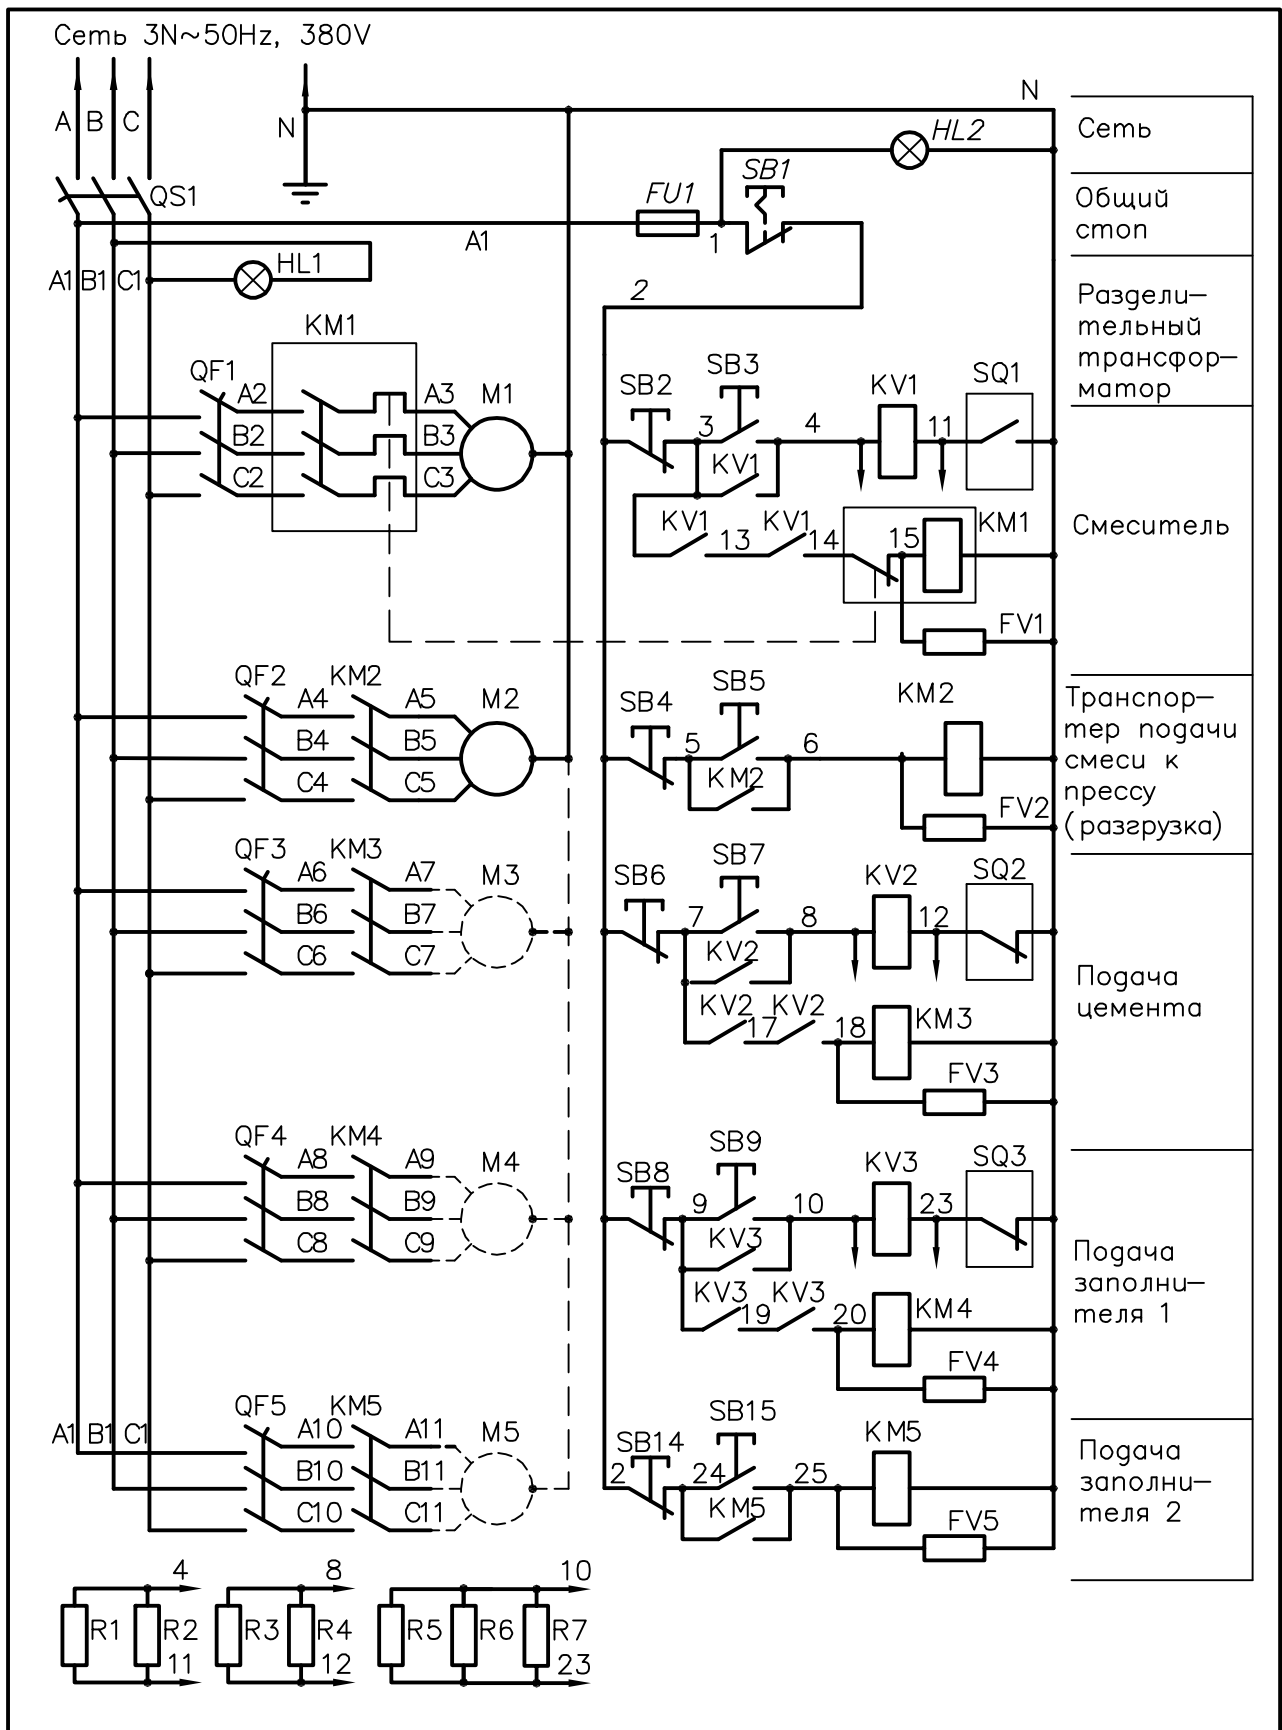 Сеть 3N~50Hz, 380V
A B C
N
N
HL2
Сеть
QS1
FU1
SB1
Общий
стоп
A1
1
A1 B1 C1
HL1
2
Раздели-
тельный
трансфор-
матор
KM1
QF1
A2
A3
M1
B2
B3
C2
C3
SB2
SB3
KV1
SQ1
3
4
11
KV1
KV1
13
KV1
14
15
KM1
FV1
Смеситель
QF2
KM2
A4
A5
M2
B4
B5
C4
C5
SB4
SB5
KM2
5
6
KM2
FV2
Транспор-
тер подачи
смеси к
прессу
(разгрузка)
QF3
KM3
A6
A7
M3
B6
B7
C6
C7
SB6
SB7
KV2
SQ2
7
8
12
KV2
KV2
17
KV2
18
KM3
FV3
Подача
цемента
QF4
KM4
A8
A9
M4
B8
B9
C8
C9
SB8
SB9
KV3
SQ3
9
10
23
KV3
KV3
19
KV3
20
KM4
FV4
Подача
заполни-
теля 1
A1 B1 C1
QF5
KM5
A10
A11
M5
B10
B11
C10
C11
SB14
SB15
KM5
2
24
25
KM5
FV5
Подача
заполни-
теля 2
4
8
10
R1
R2
R3
R4
R5
R6
R7
11
12
23